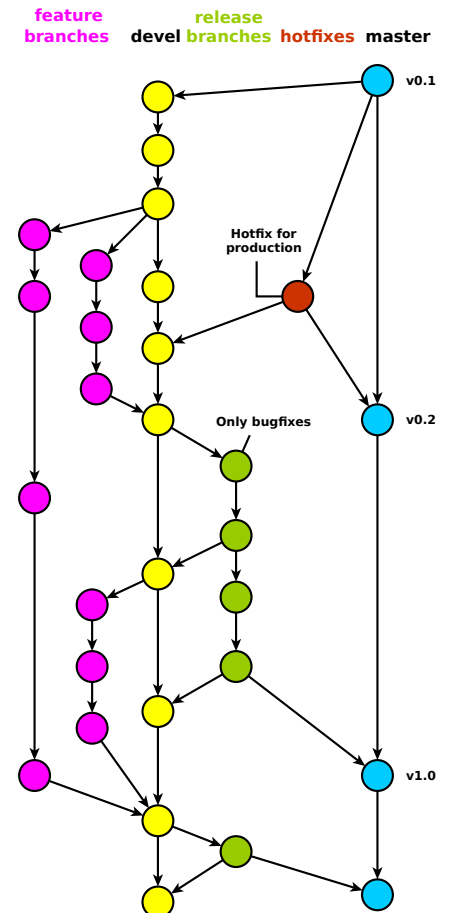 feature
branches
devel
release
branches
hotfixes
master
v0.1
Hotfix for
production
v0.2
Only bugfixes
v1.0